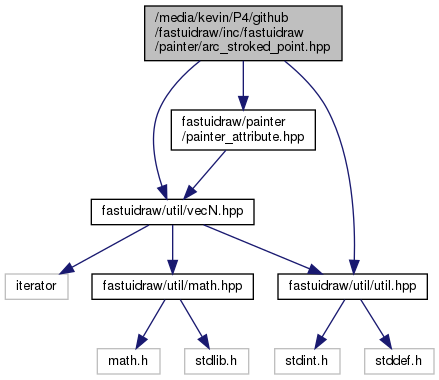 /media/kevin/P4/github
/fastuidraw/inc/fastuidraw
/painter/arc_stroked_point.hpp
fastuidraw/painter
/painter_attribute.hpp
fastuidraw/util/vecN.hpp
iterator
fastuidraw/util/math.hpp
fastuidraw/util/util.hpp
math.h
stdlib.h
stdint.h
stddef.h